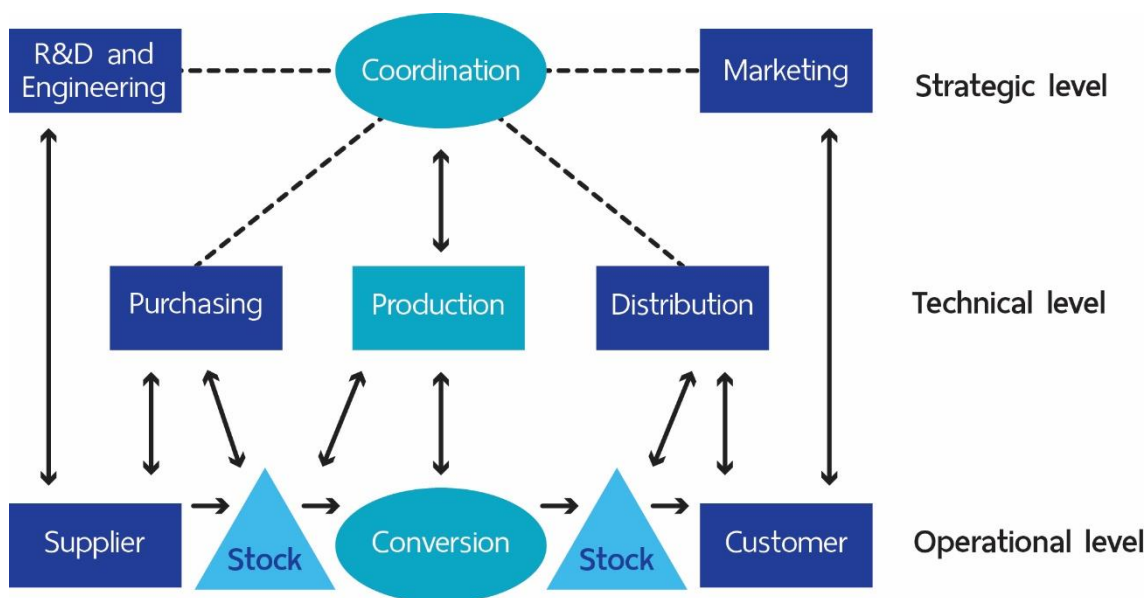 R&D and
Engineering
Coordination
Marketing
Strategic level
Purchasing
Production
Distribution
Technical level
Supplier
Stock
Conversion
Stock
Customer
Operational level